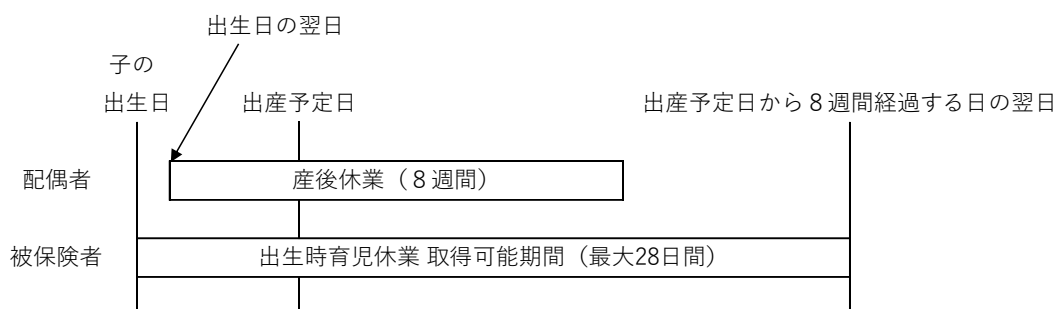 出生日の翌日
子の
出生日
出産予定日
出産予定日から８週間経過する日の翌日
配偶者
産後休業（８週間）
被保険者
出生時育児休業 取得可能期間（最大28日間）